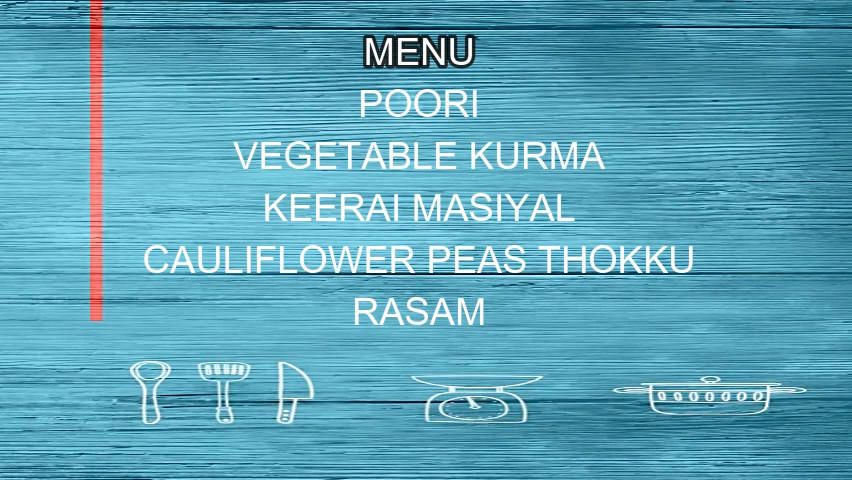 MENU
POORI
VEGETABLE KURMA
KEERAI MASIYAL
CAULIFLOWER PEAS THOKKU
RASAM